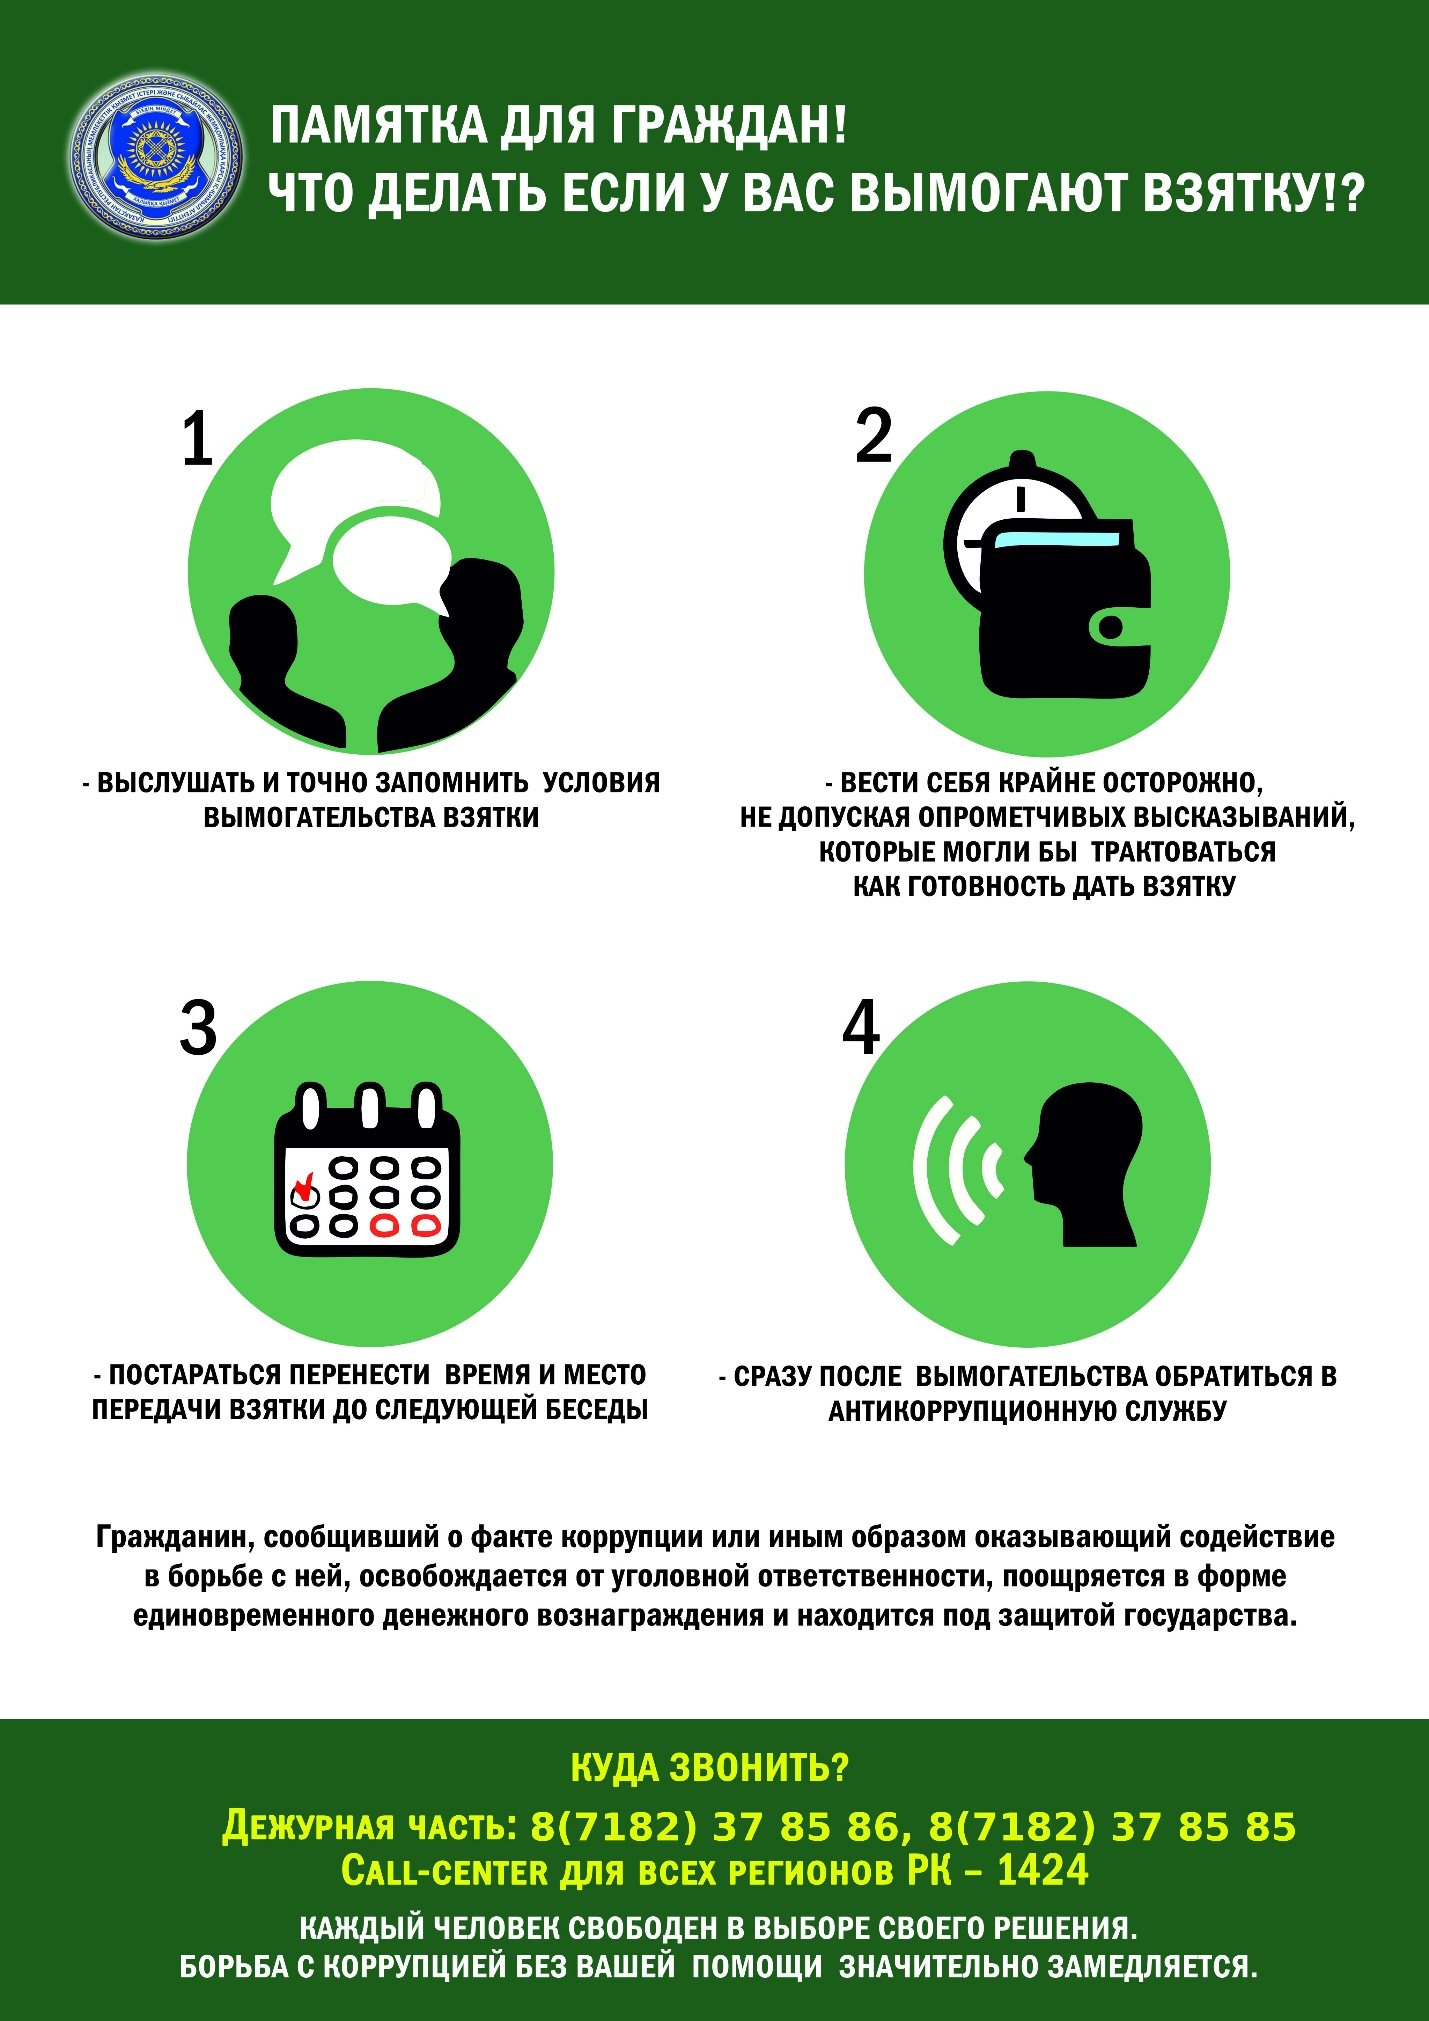 ПАМЯТКА ДЛЯ ГРАЖДАН!
ЧТО ДЕЛАТЬ ЕСЛИ У ВАС ВЫМОГАЮТ ВЗЯТКУ!?
1
- ВЫСЛУШАТЬ И ТОЧНО ЗАПОМНИТЬ УСЛОВИЯ
ВЫМОГАТЕЛЬСТВА ВЗЯТКИ
2
- ВЕСТИ СЕБЯ КРАЙНЕ ОСТОРОЖНО,
НЕ ДОПУСКАЯ ОПРОМЕТЧИВЫХ ВЫСКАЗЫВАНИЙ,
КОТОРЫЕ МОГЛИ БЫ ТРАКТОВАТЬСЯ
КАК ГОТОВНОСТЬ ДАТЬ ВЗЯТКУ
3
- ПОСТАРАТЬСЯ ПЕРЕНЕСТИ ВРЕМЯ И МЕСТО
ПЕРЕДАЧИ ВЗЯТКИ ДО СЛЕДУЮЩЕЙ БЕСЕДЫ
4
- СРАЗУ ПОСЛЕ ВЫМОГАТЕЛЬСТВА ОБРАТИТЬСЯ В
АНТИКОРРУПЦИОННУЮ СЛУЖБУ
Гражданин, сообщивший о факте коррупции или иным образом оказывающий содействие
в борьбе с ней, освобождается от уголовной ответственности, поощряется в форме
единовременного денежного вознаграждения и находится под защитой государства.
КУДА ЗВОНИТЬ?
ДЕЖУРНАЯ ЧАСТЬ: 8(7182) 37 85 86, 8(7182) 37 85 85
CALL-CENTER ДЛЯ ВСЕХ РЕГИОНОВ РК – 1424
КАЖДЫЙ ЧЕЛОВЕК СВОБОДЕН В ВЫБОРЕ СВОЕГО РЕШЕНИЯ.
БОРЬБА С КОРРУПЦИЕЙ БЕЗ ВАШЕЙ ПОМОЩИ ЗНАЧИТЕЛЬНО ЗАМЕДЛЯЕТСЯ.